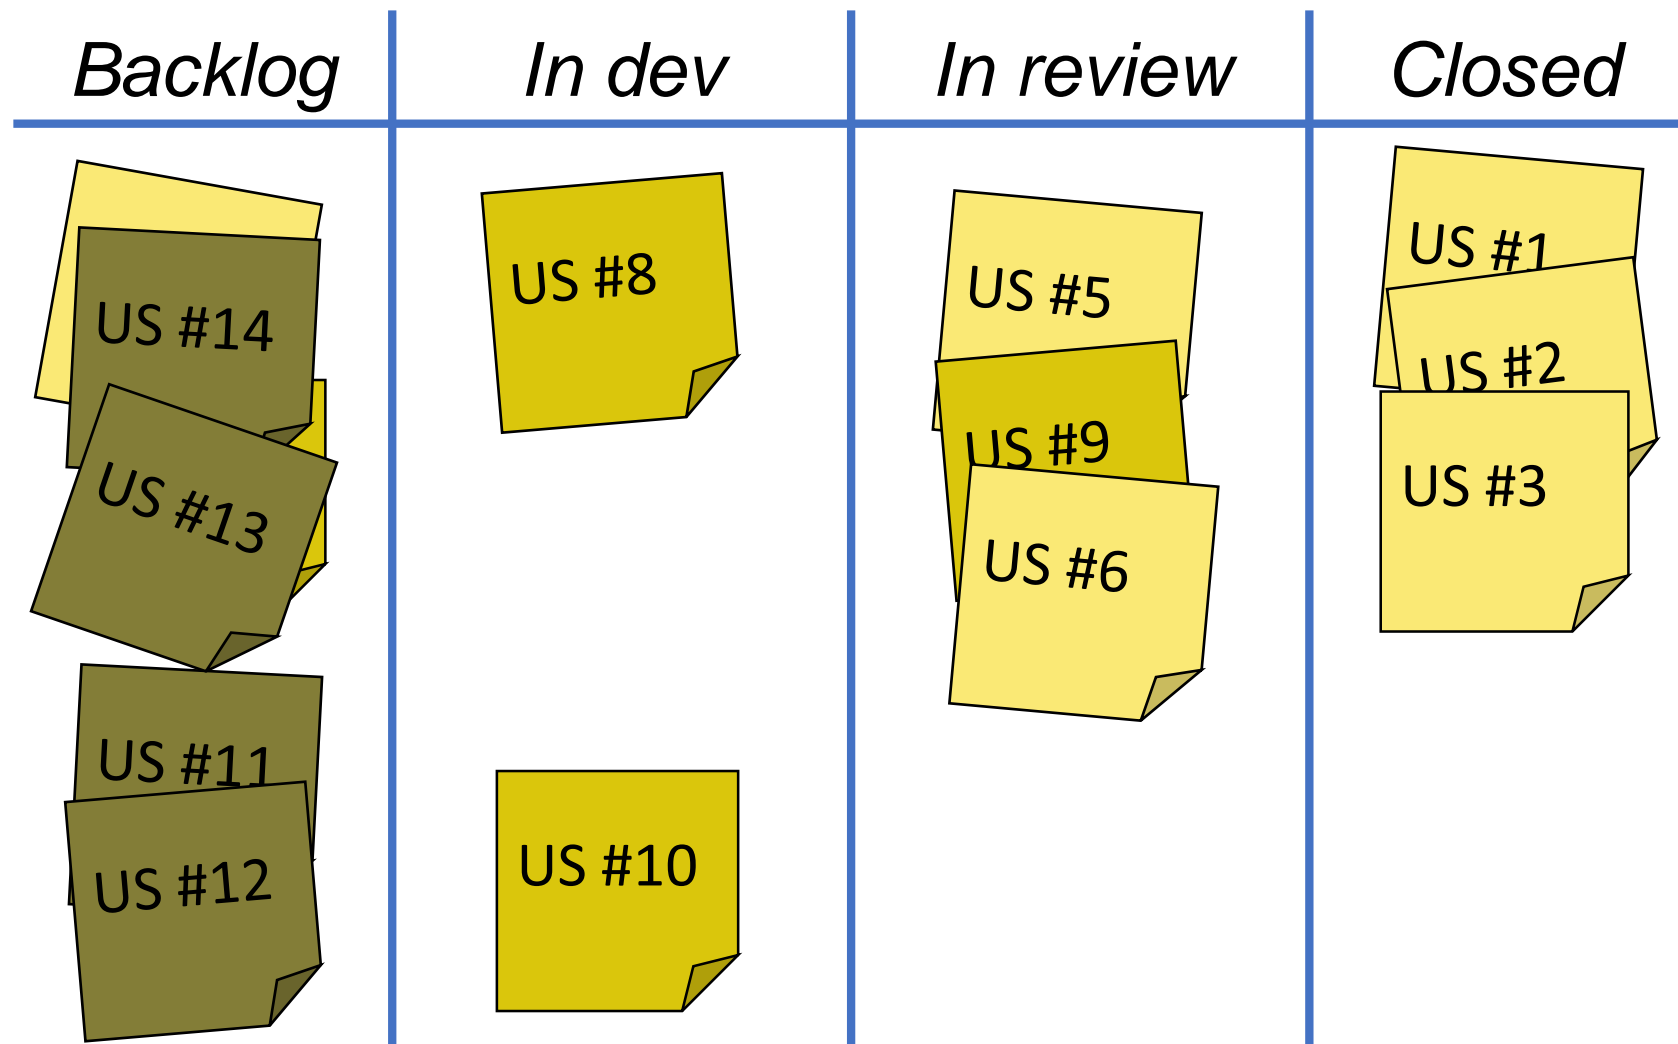 Backlog
In dev
In review
Closed
US #14
US #13
US #11
US #12
US #8
US #10
US #5
US #9
US #6
US #1
US #2
US #3